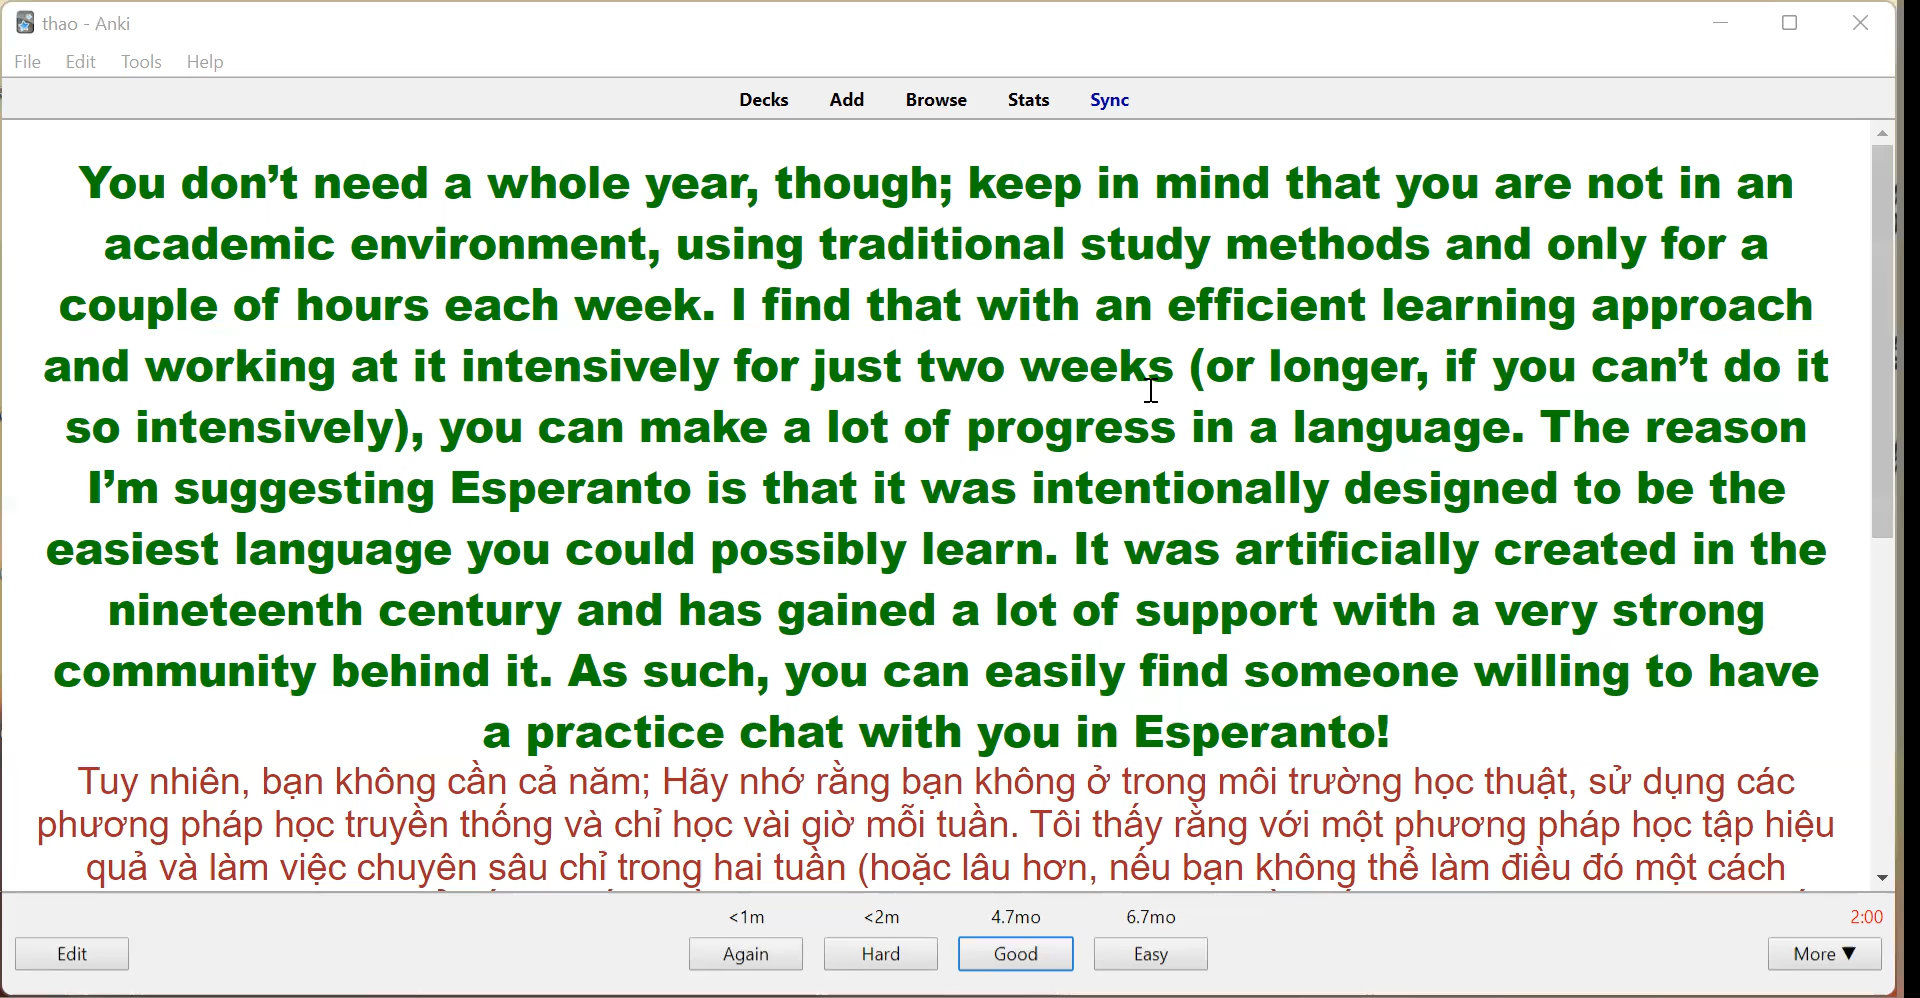 thao - Anki
File Edit Tools Help
Decks Add Browse Stats Sync
You don’t need a whole year, though; keep in mind that you are not in an
academic environment, using traditional study methods and only for a
couple of hours each week. I find that with an efficient learning approach
and working at it intensively for just two weeks (or longer, if you can’t do it
so intensively), you can make a lot of progress in a language. The reason
I’m suggesting Esperanto is that it was intentionally designed to be the
easiest language you could possibly learn. It was artificially created in the
nineteenth century and has gained a lot of support with a very strong
community behind it. As such, you can easily find someone willing to have
a practice chat with you in Esperanto!
Tuy nhiên, bạn không cần cả năm; Hãy nhớ rằng bạn không ở trong môi trường học thuật, sử dụng các
phương pháp học truyền thống và chỉ học vài giờ mỗi tuần. Tôi thấy rằng với một phương pháp học tập hiệu
quả và làm việc chuyên sâu chỉ trong hai tuần (hoặc lâu hơn, nếu bạn không thể làm điều đó một cách
<1m <2m 4.7mo 6.7mo 2:00
Edit Again Hard Good Easy More ▼